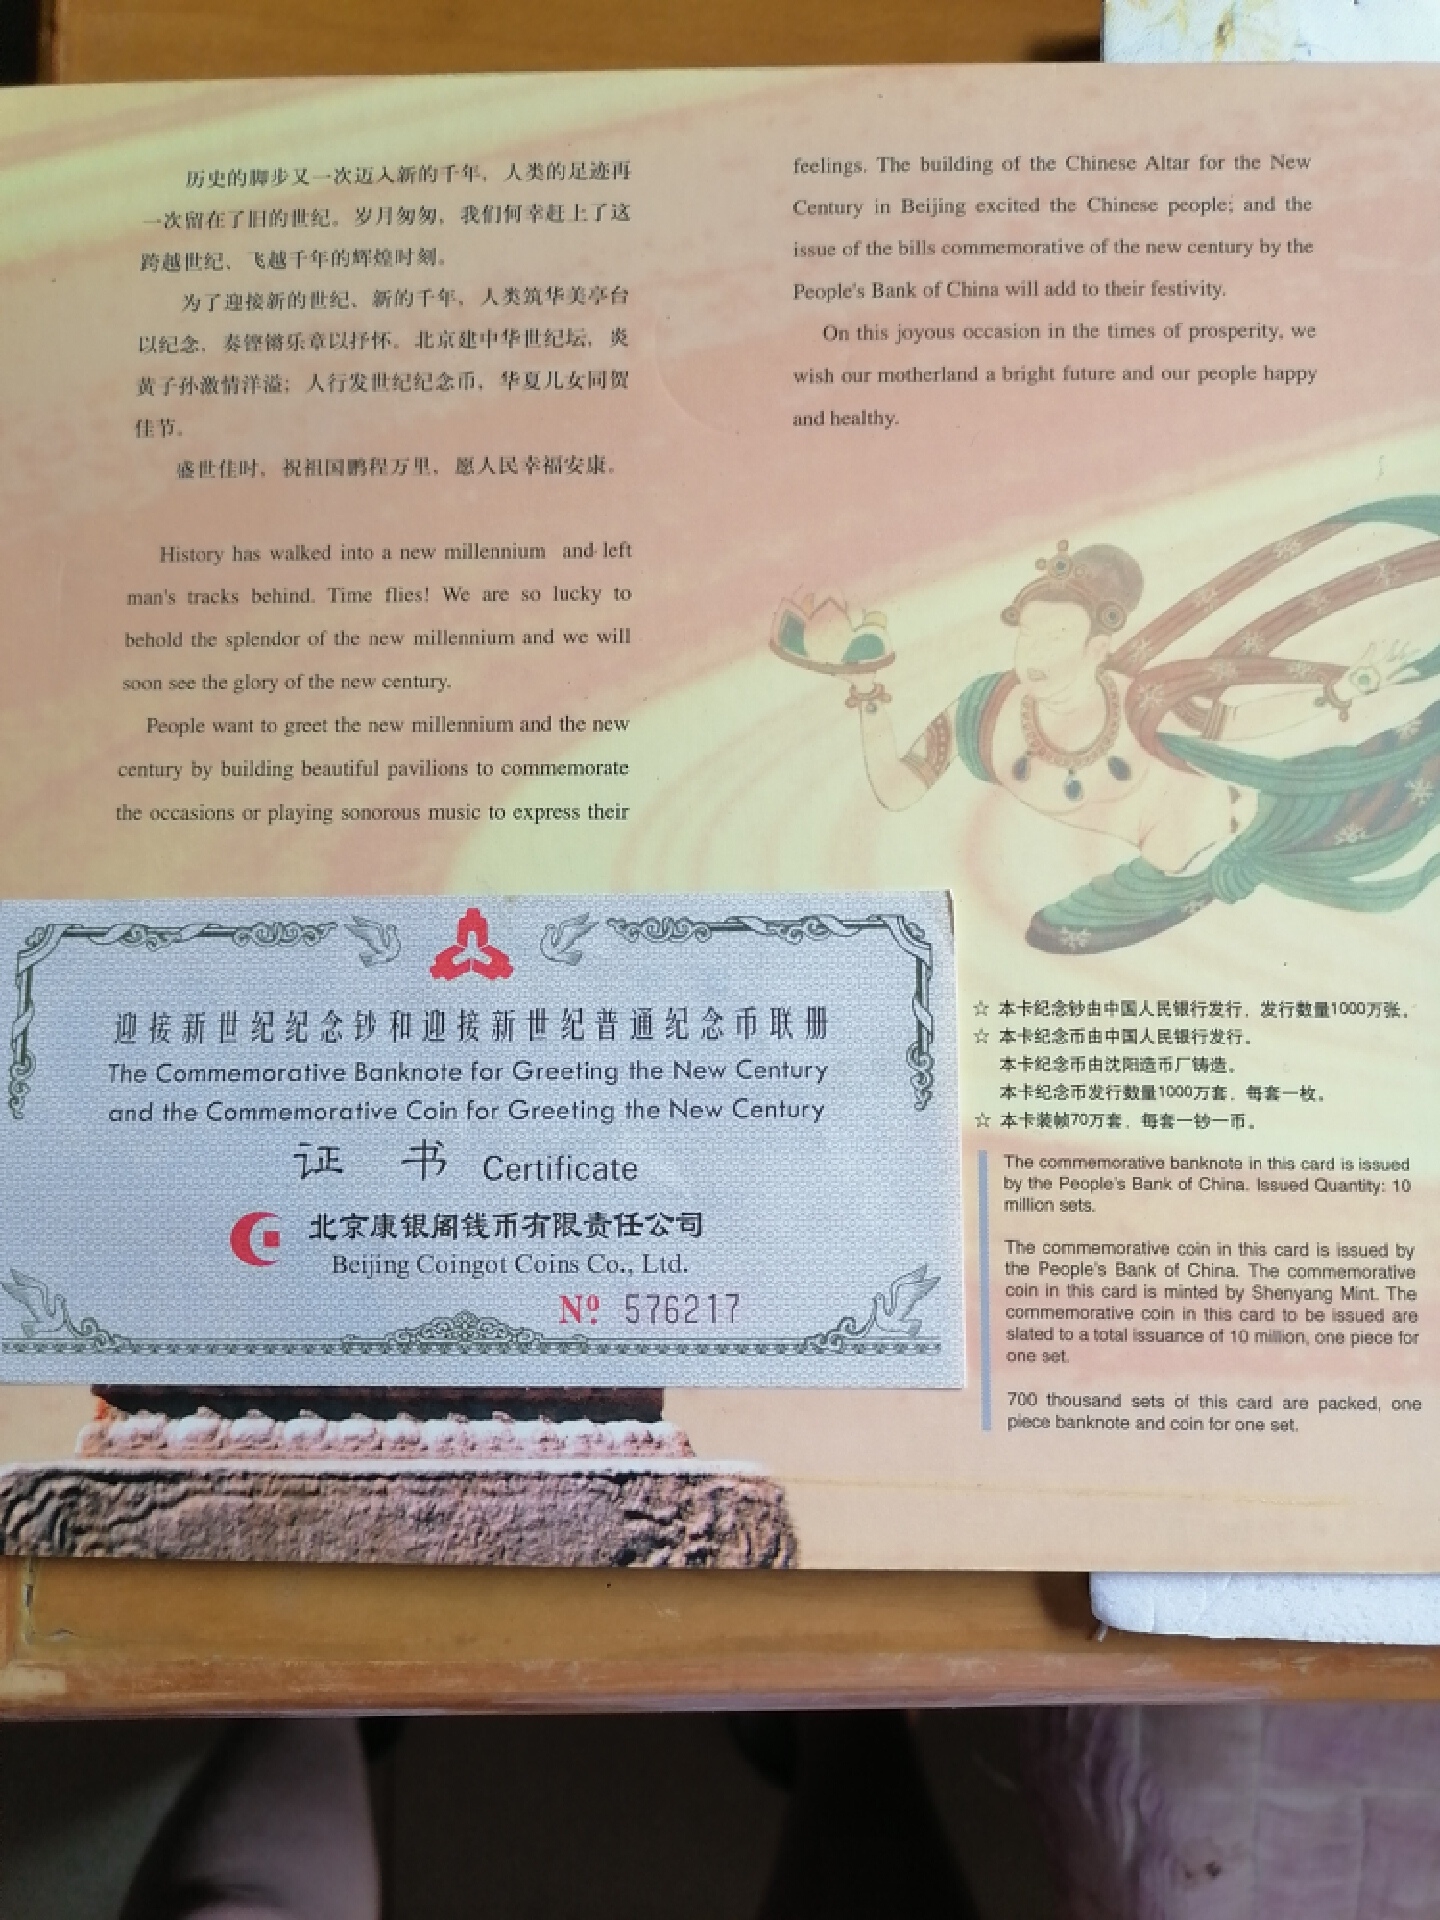 历史的脚步又一次迈入新的千年，人类的足迹再
一次留在了旧的世纪。岁月匆匆，我们何幸赶上了这
跨越世纪、飞越千年的辉煌时刻。
为了迎接新的世纪、新的千年，人类筑华美亭台
以纪念，奏铿锵乐章以抒怀。北京建中华世纪坛，炎
黄子孙激情洋溢；人行发世纪纪念币，华夏儿女同贺
佳节。
盛世佳时，祝祖国鹏程万里，愿人民幸福安康。
History has walked into a new millennium and left
man's tracks behind. Time flies! We are so lucky to
behold the splendor of the new millennium and we will
soon see the glory of the new century.
People want to greet the new millennium and the new
century by building beautiful pavilions to commemorate
the occasions or playing sonorous music to express their
feelings. The building of the Chinese Altar for the New
Century in Beijing excited the Chinese people; and the
issue of the bills commemorative of the new century by the
People's Bank of China will add to their festivity.
On this joyous occasion in the times of prosperity, we
wish our motherland a bright future and our people happy
and healthy.
迎接新世纪纪念钞和迎接新世纪普通纪念币联册
The Commemorative Banknote for Greeting the New Century
and the Commemorative Coin for Greeting the New Century
证书 Certificate
北京康银阁钱币有限责任公司
Beijing Coingot Coins Co., Ltd.
Nº. 576217
☆ 本卡纪念钞由中国人民银行发行，发行数量1000万张。
☆ 本卡纪念币由中国人民银行发行。
本卡纪念币由沈阳造币厂铸造。
本卡纪念币发行数量1000万套，每套一枚。
☆ 本卡装帧70万套，每套一钞一币。
The commemorative banknote in this card is issued
by the People's Bank of China. Issued Quantity: 10
million sets.
The commemorative coin in this card is issued by
the People's Bank of China. The commemorative
coin in this card is minted by Shenyang Mint. The
commemorative coin in this card to be issued are
slated to a total issuance of 10 million, one piece for
one set.
700 thousand sets of this card are packed, one
piece banknote and coin for one set.